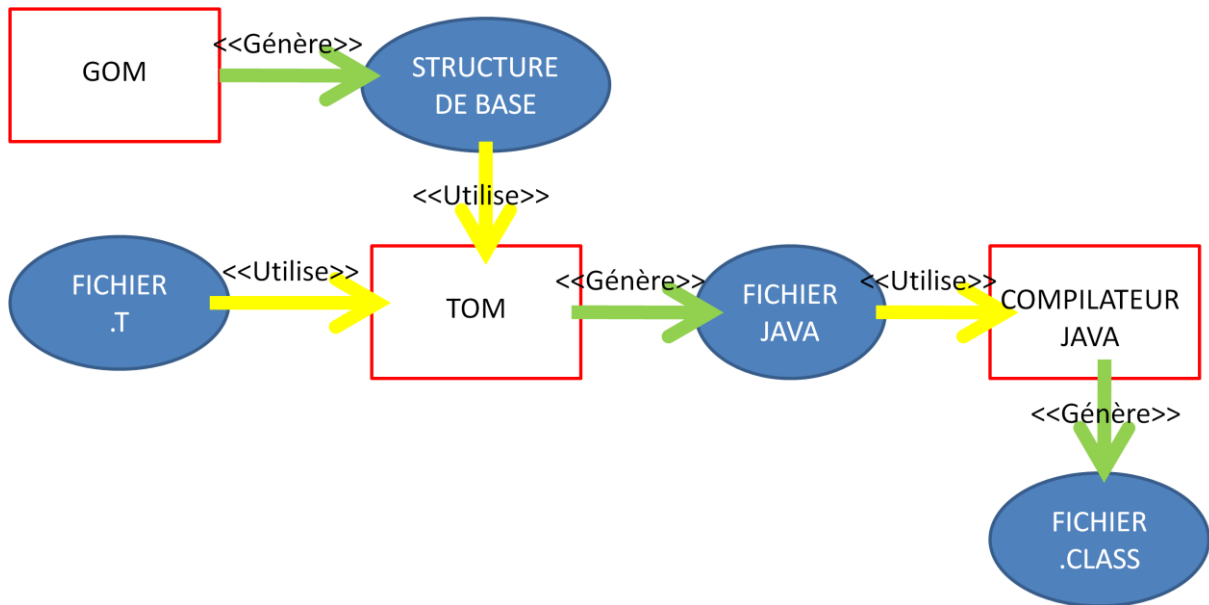 GOM
<<Génère>>
STRUCTURE
DE BASE
<<Utilise>>
FICHIER
.T
<<Utilise>>
TOM
<<Génère>>
FICHIER
JAVA
<<Utilise>>
COMPILATEUR
JAVA
<<Génère>>
FICHIER
.CLASS